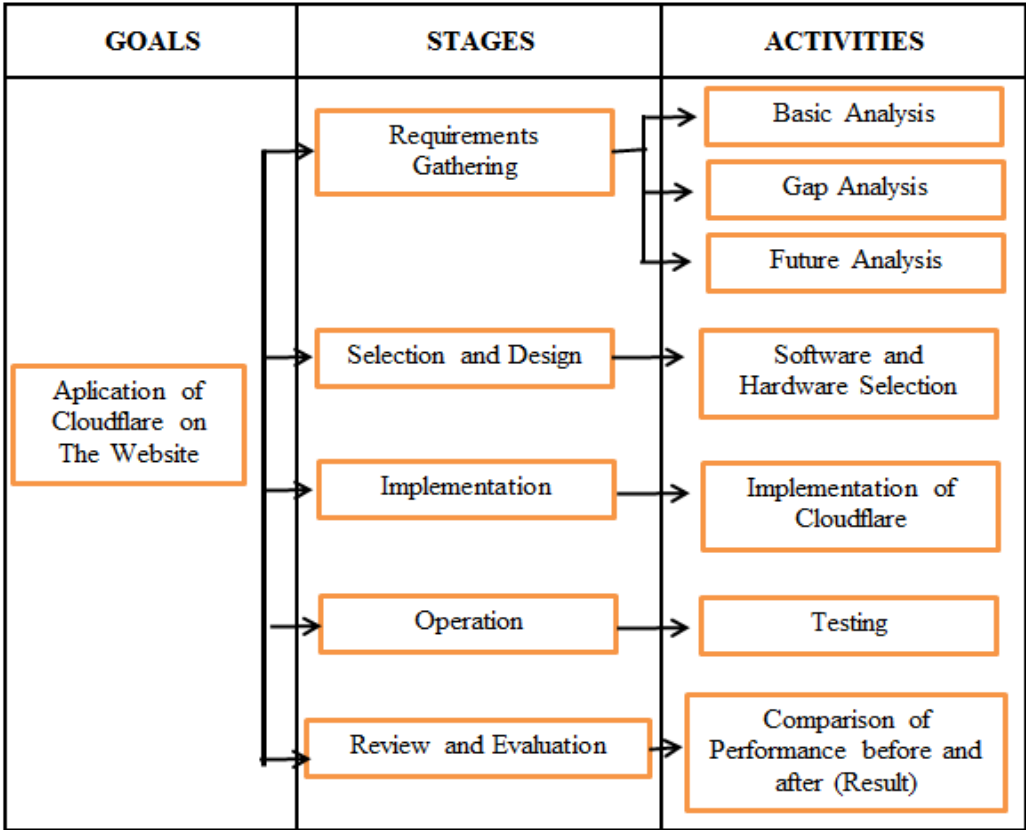 GOALS
STAGES
ACTIVITIES
Aplication of
Cloudflare on
The Website
Requirements
Gathering
Basic Analysis
Gap Analysis
Future Analysis
Selection and Design
Software and
Hardware Selection
Implementation
Implementation of
Cloudflare
Operation
Testing
Review and Evaluation
Comparison of
Performance before and
after (Result)